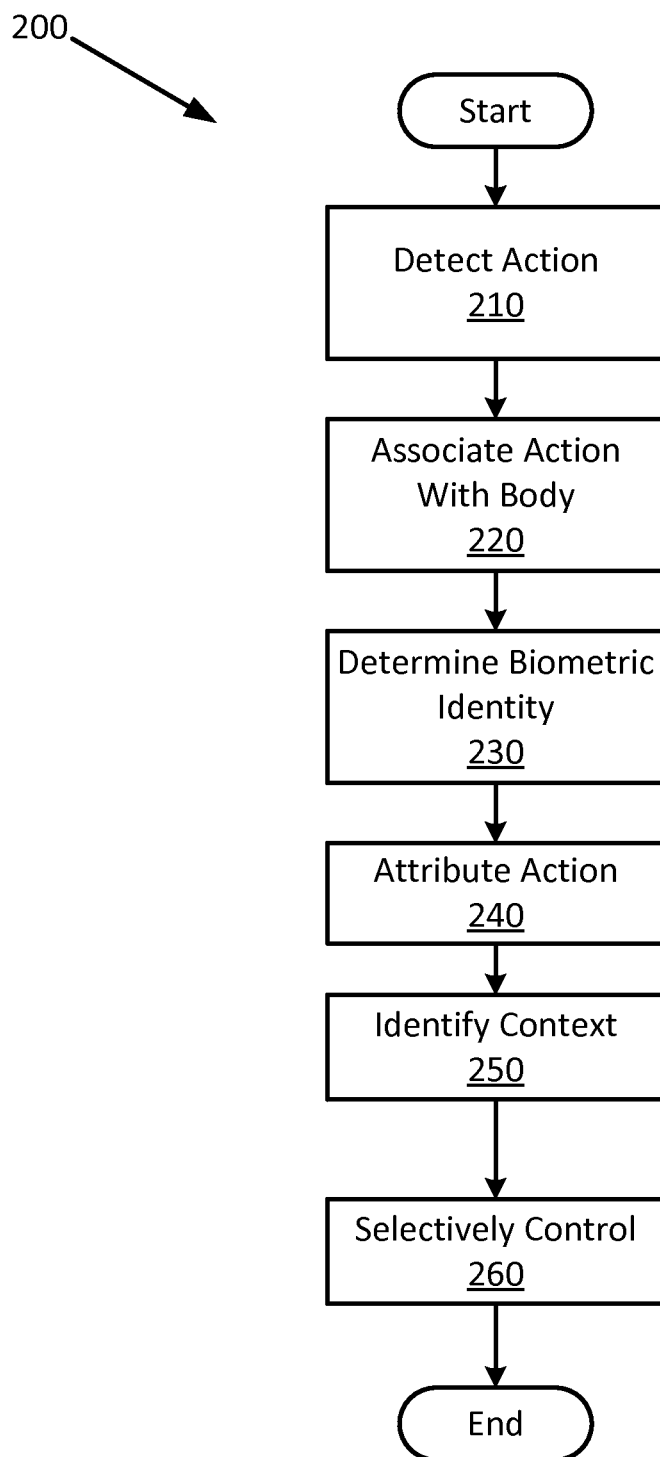 200
Start
Detect Action
210
Associate Action
With Body
220
Determine Biometric
Identity
230
Attribute Action
240
Identify Context
250
Selectively Control
260
End